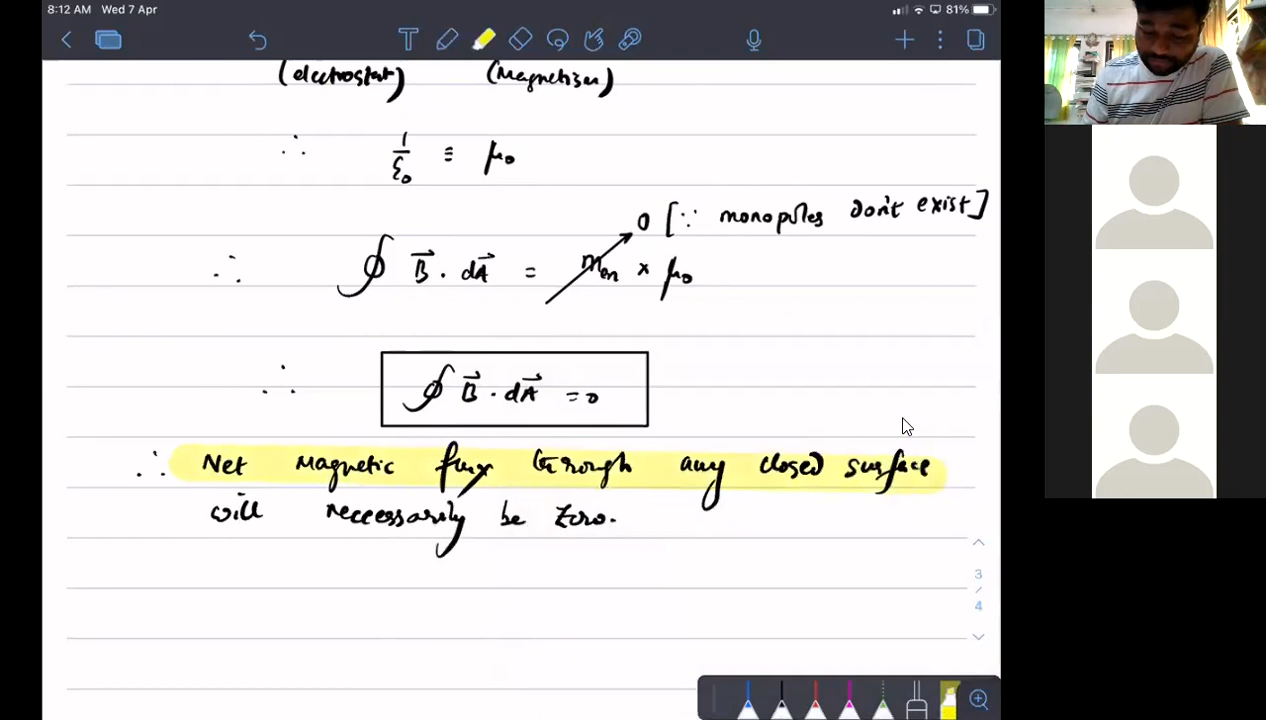 8:12 AM Wed 7 Apr 81%
(electrostat) (Magnetism)
∴ 1/ε₀ ≡ μ₀
0 [∵ monopoles don't exist]
∴ ∮ B⃗ . dA⃗ = m_en × μ₀
∴ ∮ B⃗ . dA⃗ = 0
∴ Net Magnetic flux through any closed surface
will neccessarily be zero.
3
/
4